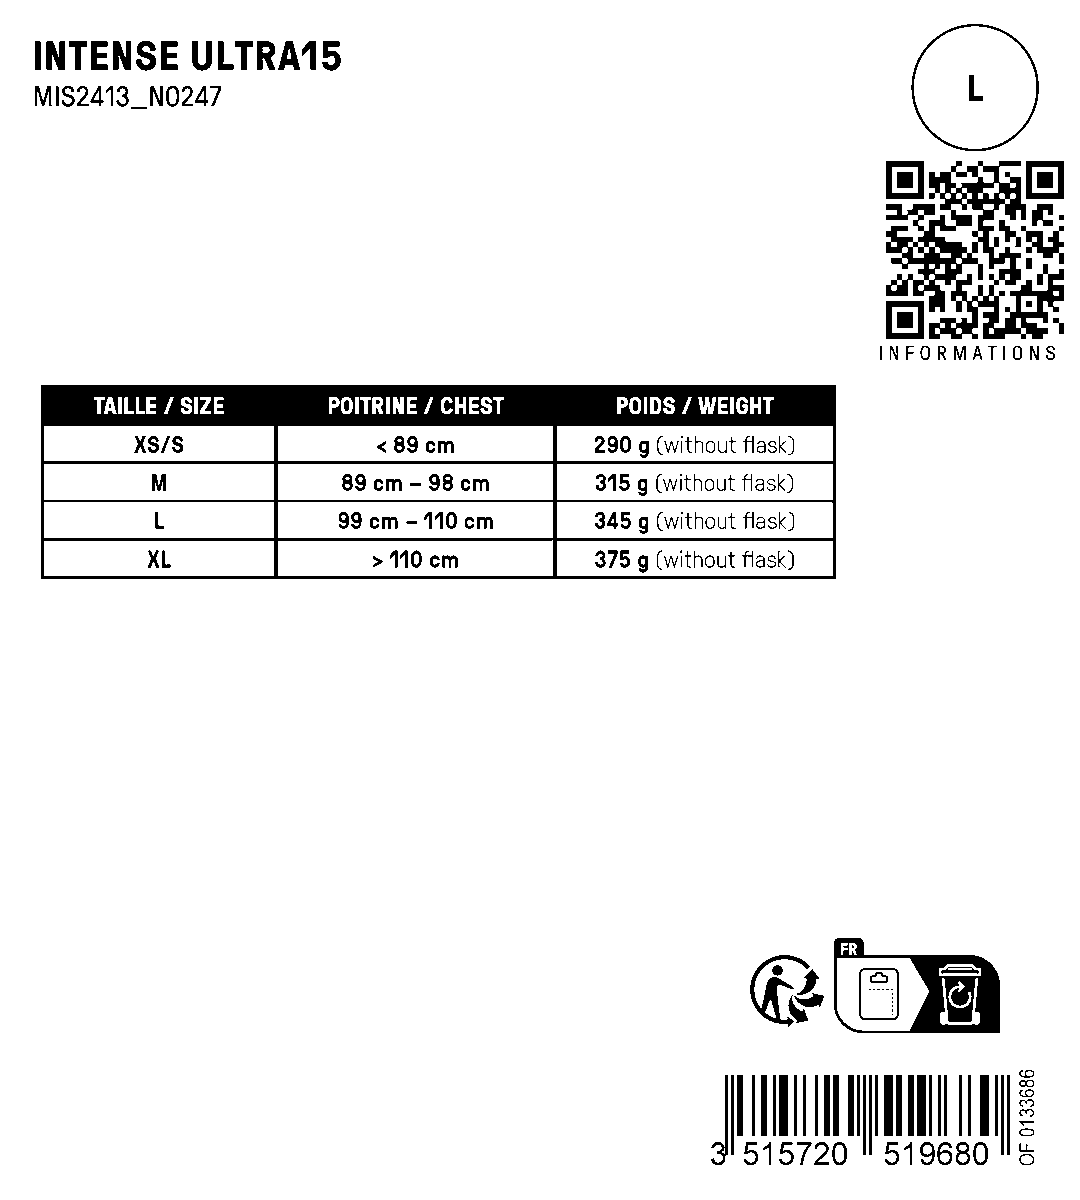 INTENSE ULTRA15
MIS2413_N0247
L
INFORMATIONS
TAILLE / SIZE POITRINE / CHEST POIDS / WEIGHT
XS/S < 89 cm 290 g (without flask)
M 89 cm – 98 cm 315 g (without flask)
L 99 cm – 110 cm 345 g (without flask)
XL > 110 cm 375 g (without flask)
FR
3 515720 519680
OF 0133686